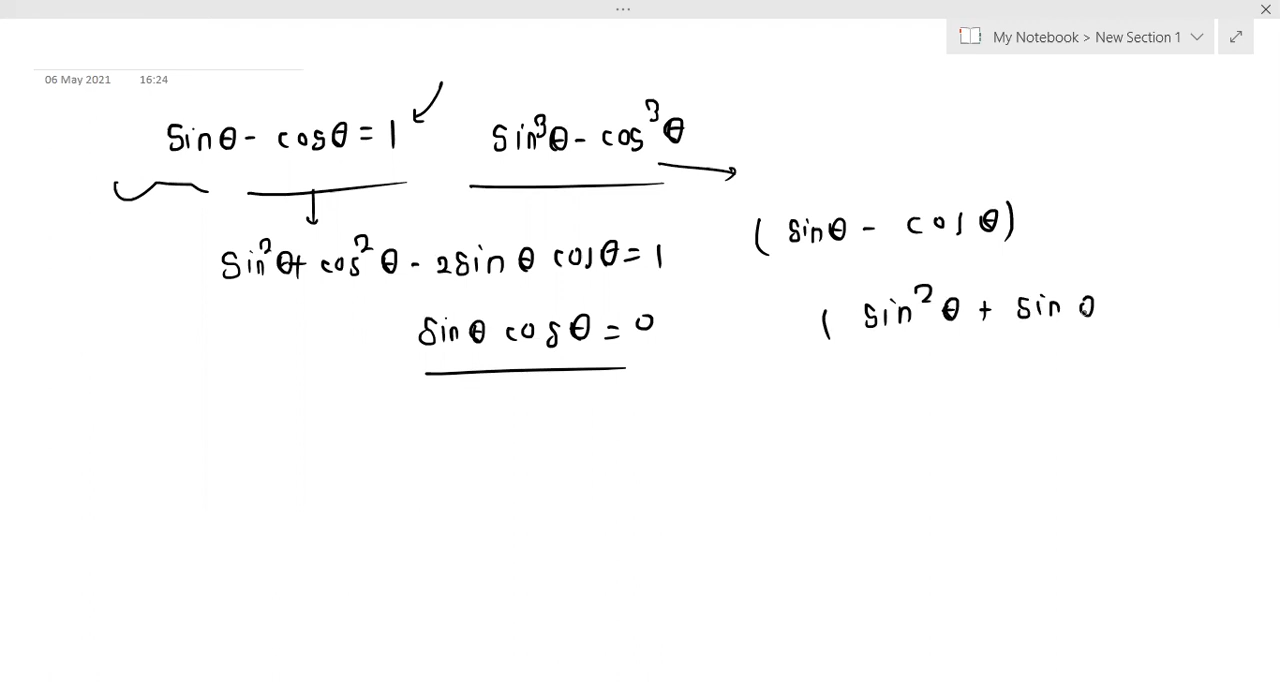 ...
My Notebook > New Section 1
06 May 2021 16:24
sinθ - cosθ = 1 sin³θ - cos³θ
(sinθ - cosθ)
sin²θ + cos²θ - 2sinθ cosθ = 1
(sin²θ + sinθ
sinθ cosθ = 0